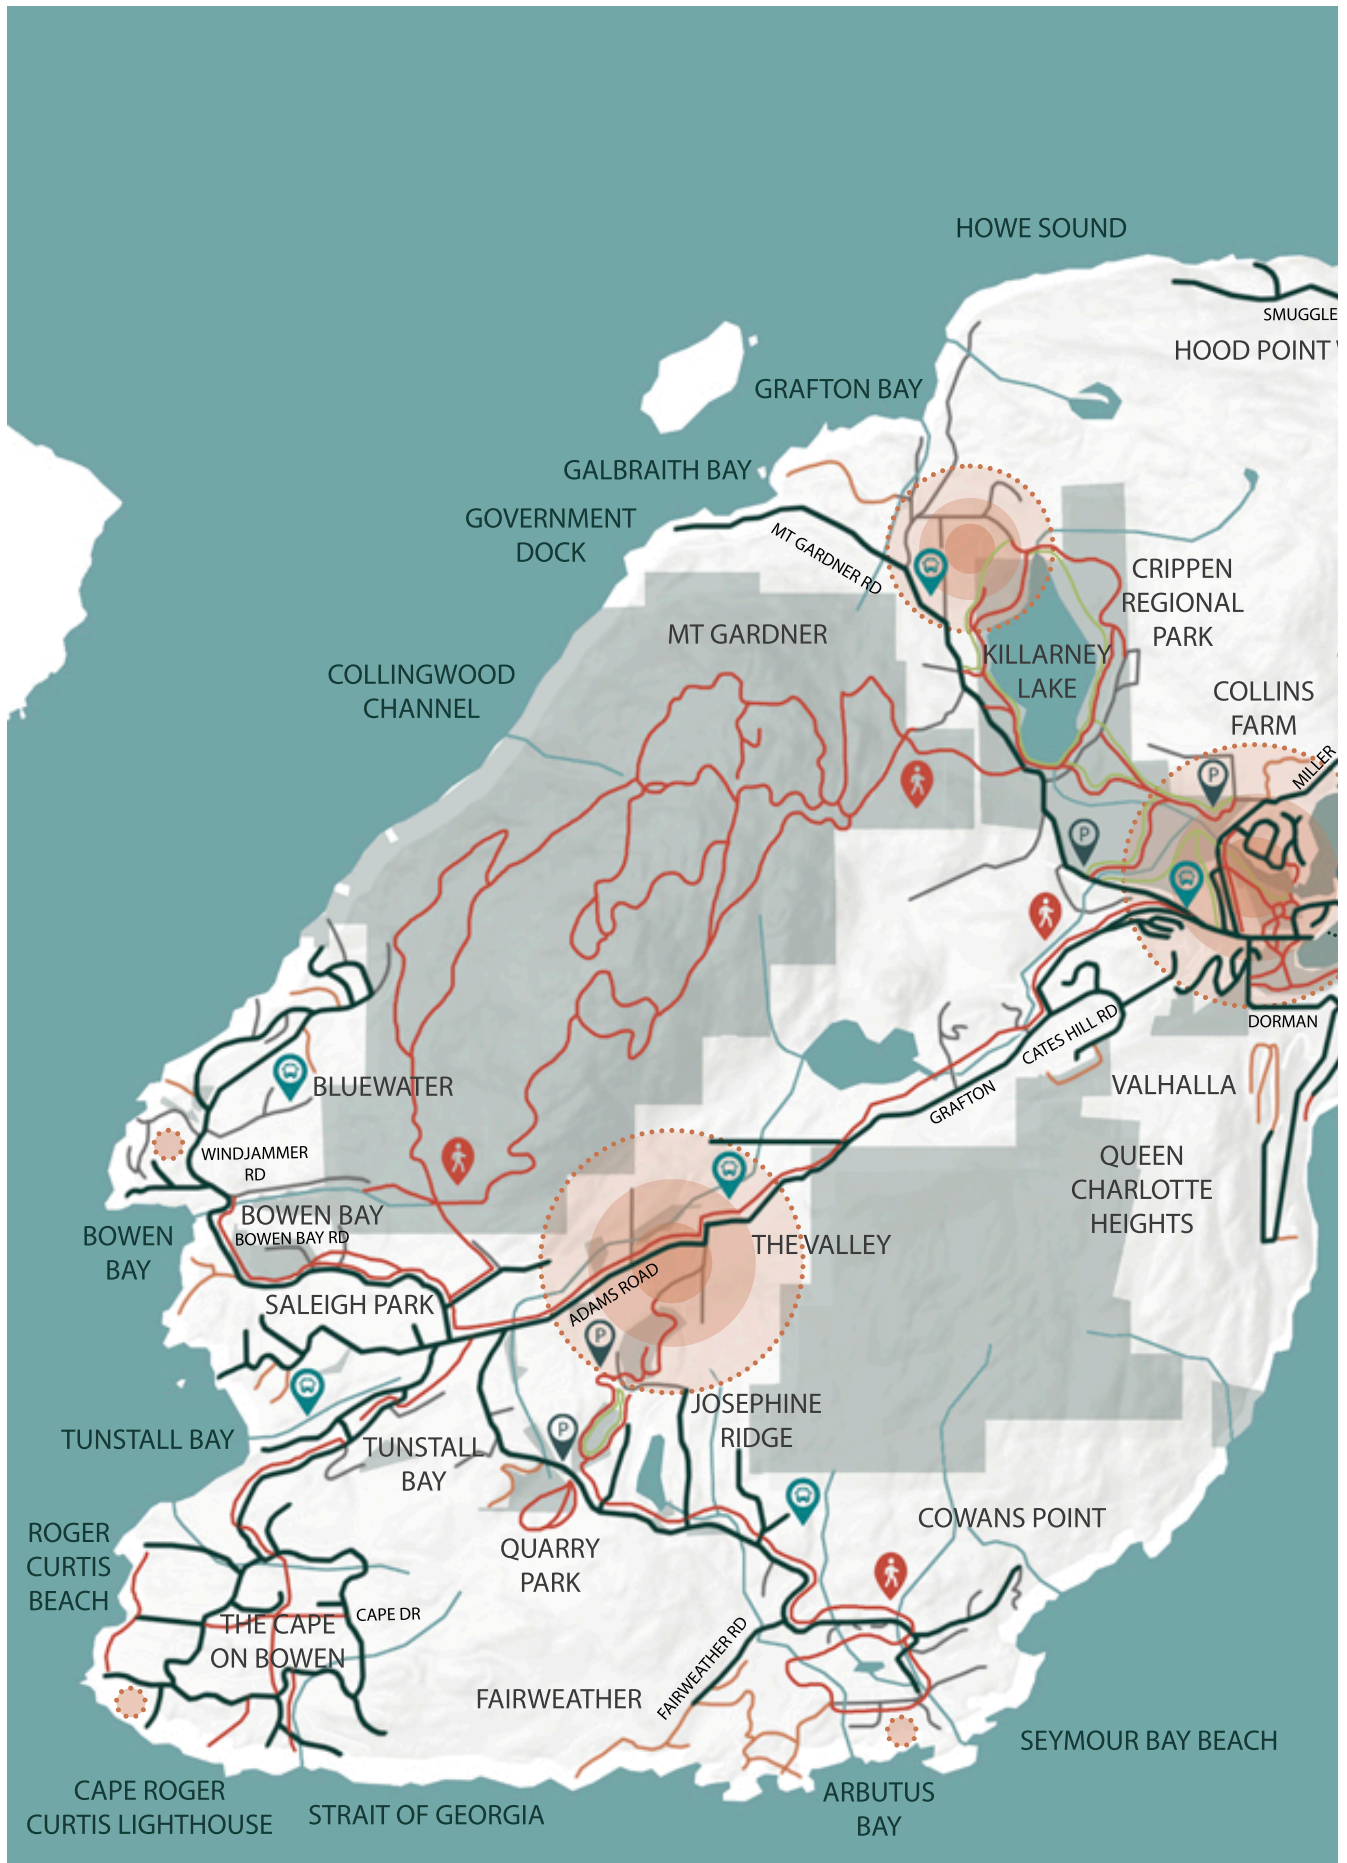 HOWE SOUND
SMUGGLE
HOOD POINT
GRAFTON BAY
GALBRAITH BAY
GOVERNMENT
DOCK
MT GARDNER RD
CRIPPEN
REGIONAL
PARK
MT GARDNER
KILLARNEY
LAKE
COLLINGWOOD
CHANNEL
COLLINS
FARM
MILLER
P
P
DORMAN
CATES HILL RD
VALHALLA
GRAFTON
BLUEWATER
WINDJAMMER
RD
QUEEN
CHARLOTTE
HEIGHTS
BOWEN BAY
BOWEN BAY RD
BOWEN
BAY
THE VALLEY
ADAMS ROAD
SALEIGH PARK
P
JOSEPHINE
RIDGE
P
TUNSTALL BAY
TUNSTALL
BAY
COWANS POINT
ROGER
CURTIS
BEACH
QUARRY
PARK
CAPE DR
THE CAPE
ON BOWEN
FAIRWEATHER RD
FAIRWEATHER
SEYMOUR BAY BEACH
CAPE ROGER
CURTIS LIGHTHOUSE
STRAIT OF GEORGIA
ARBUTUS
BAY